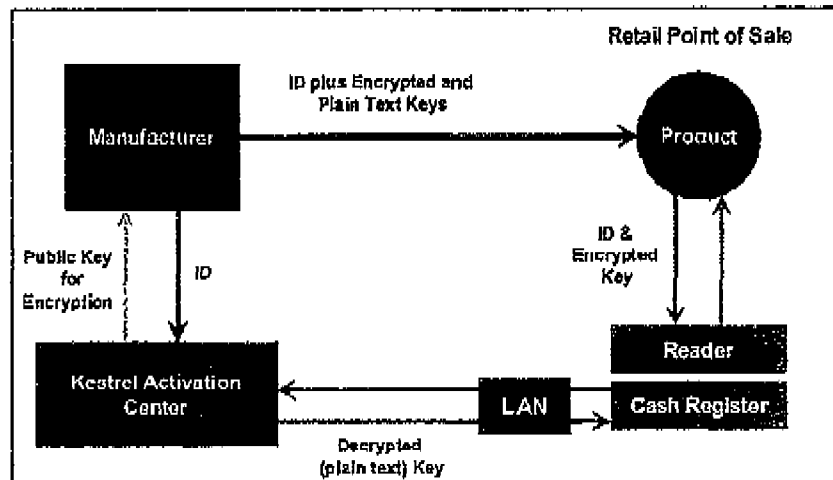 Retail Point of Sale
ID plus Encrypted and
Plain Text Keys
Manufacturer
Product
Public Key
for
Encryption
ID
ID &
Encrypted
Key
Reader
Kestrel Activation
Center
LAN
Cash Register
Decrypted
(plain text) Key